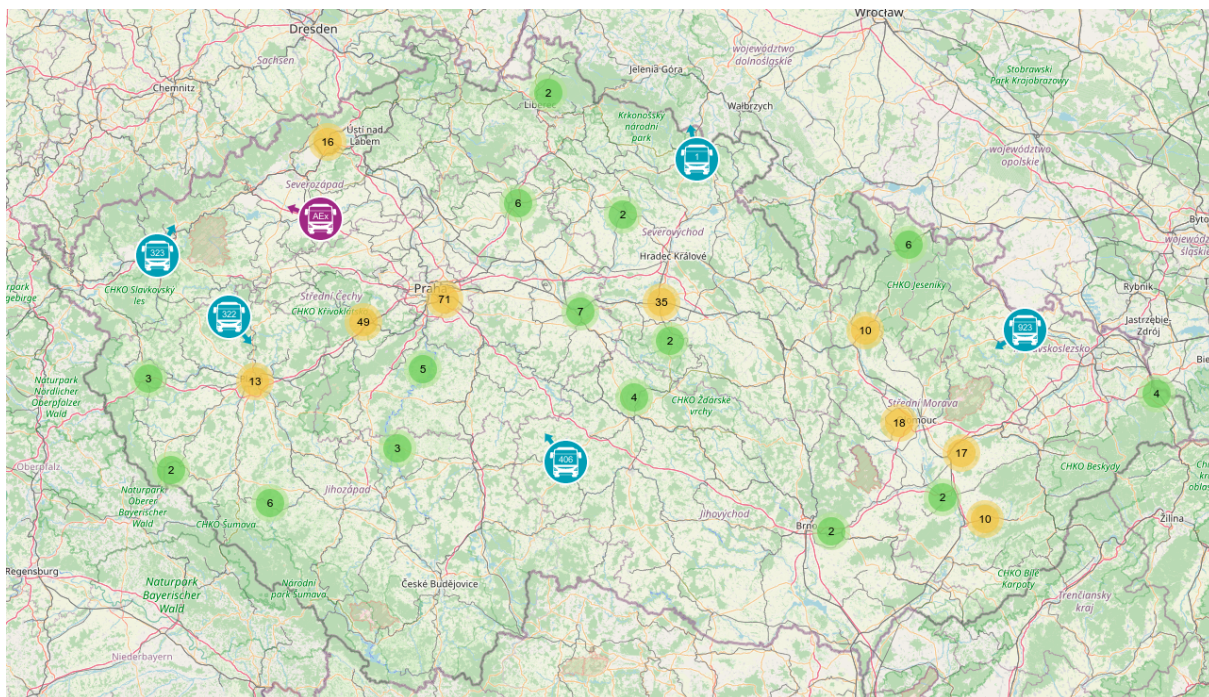 Wrocław
Dresden
Sachsen
województwo
dolnośląskie
Jelenia Góra
Chemnitz
Stobrawski
Park Krajobrazowy
2
Liberec
Wałbrzych
Krkonošský
národní
park
16
Ústí nad
Labem
1
województwo
opolskie
Severozápad
6
2
AEx
Severovýchod
6
323
Hradec Králové
CHKO Slavkovský
les
CHKO Jeseníky
Rybnik
Praha
71
Střední Čechy
CHKO Křivoklátsko
35
7
322
49
10
923
Jastrzębie-
Zdrój
2
3
13
5
Naturpark
Nördlicher
Oberpfälzer
Wald
4
CHKO Žďárské
vrchy
4
Střední Morava
18
3
17
406
Oberpfalz
2
CHKO Beskydy
Naturpark
Oberer
Bayerischer
Wald
6
Jihozápad
2
CHKO Šumava
Jihovýchod
10
Brno
2
Žilina
Regensburg
Naturpark
Bayerischer
Wald
Národní
park Šumava
České Budějovice
CHKO Bílé
Karpaty
Trenčiansky
kraj
Niederbayern